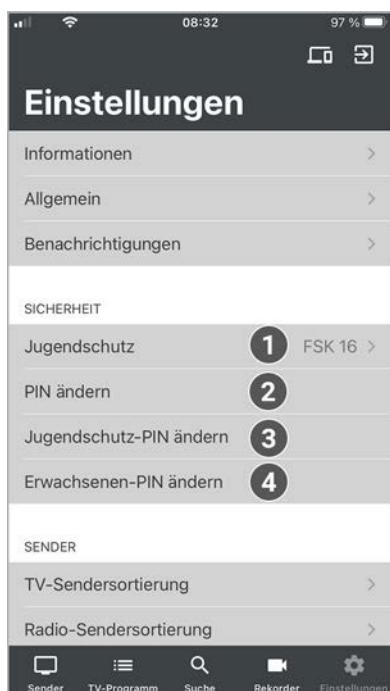 08:32
97 %
Einstellungen
Informationen
Allgemein
Benachrichtigungen
SICHERHEIT
Jugendschutz 1 FSK 16
PIN ändern 2
Jugendschutz-PIN ändern 3
Erwachsenen-PIN ändern 4
SENDER
TV-Sendersortierung
Radio-Sendersortierung
Sender TV-Programm Suche Rekorder Einstellungen